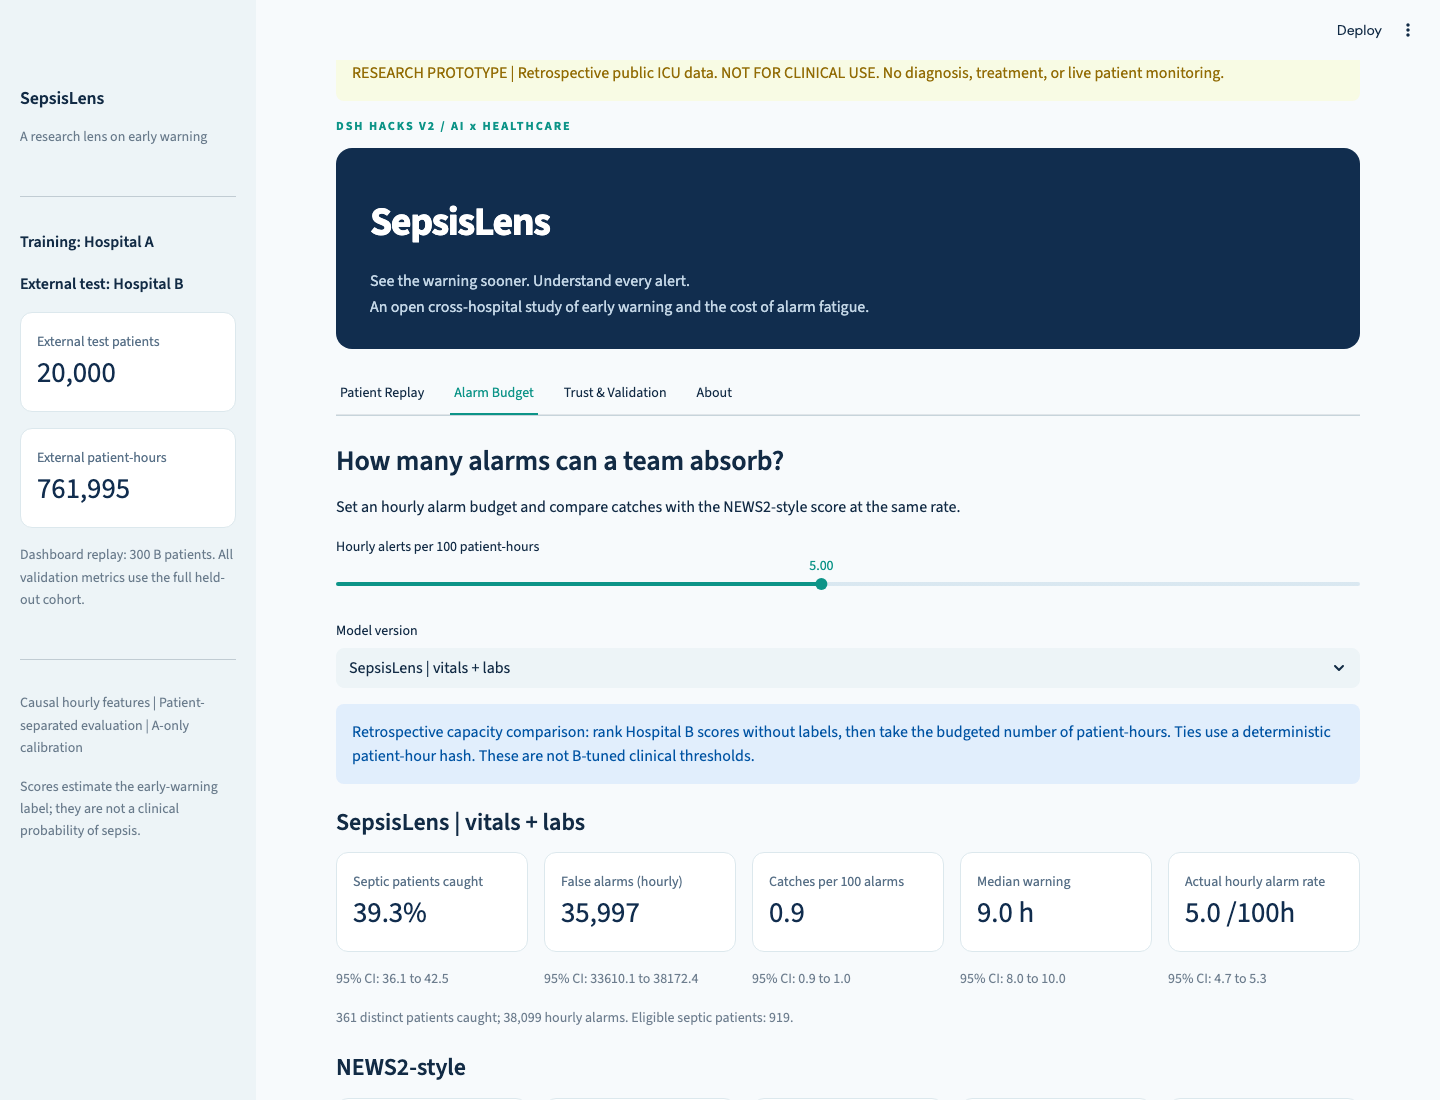 Deploy
SepsisLens
A research lens on early warning
Training: Hospital A
External test: Hospital B
External test patients
20,000
External patient-hours
761,995
Dashboard replay: 300 B patients. All
validation metrics use the full held-
out cohort.
Causal hourly features | Patient-
separated evaluation | A-only
calibration
Scores estimate the early-warning
label; they are not a clinical
probability of sepsis.
RESEARCH PROTOTYPE | Retrospective public ICU data. NOT FOR CLINICAL USE. No diagnosis, treatment, or live patient monitoring.
DSH HACKS V2 / AI x HEALTHCARE
SepsisLens
See the warning sooner. Understand every alert.
An open cross-hospital study of early warning and the cost of alarm fatigue.
Patient Replay
Alarm Budget
Trust & Validation
About
How many alarms can a team absorb?
Set an hourly alarm budget and compare catches with the NEWS2-style score at the same rate.
Hourly alerts per 100 patient-hours
5.00
Model version
SepsisLens | vitals + labs
Retrospective capacity comparison: rank Hospital B scores without labels, then take the budgeted number of patient-hours. Ties use a deterministic
patient-hour hash. These are not B-tuned clinical thresholds.
SepsisLens | vitals + labs
Septic patients caught
39.3%
95% CI: 36.1 to 42.5
False alarms (hourly)
35,997
95% CI: 33610.1 to 38172.4
Catches per 100 alarms
0.9
95% CI: 0.9 to 1.0
Median warning
9.0 h
95% CI: 8.0 to 10.0
Actual hourly alarm rate
5.0 /100h
95% CI: 4.7 to 5.3
361 distinct patients caught; 38,099 hourly alarms. Eligible septic patients: 919.
NEWS2-style